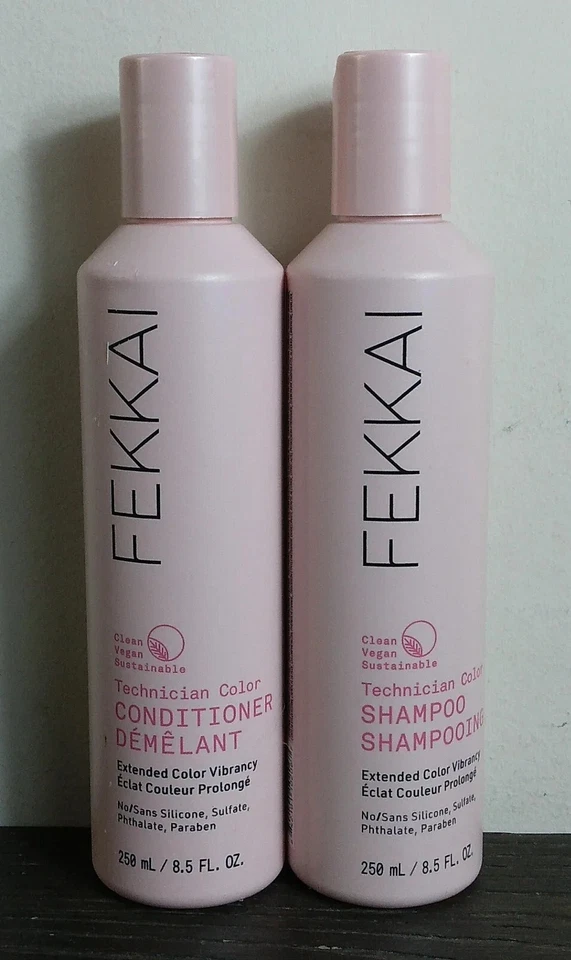 FEKKAI
Clean
Vegan
Sustainable
Technician Color
CONDITIONER
DÉMÊLANT
Extended Color Vibrancy
Éclat Couleur Prolongé
No/Sans Silicone, Sulfate,
Phthalate, Paraben
250 mL / 8.5 FL. OZ.
FEKKAI
Clean
Vegan
Sustainable
Technician Color
SHAMPOO
SHAMPOOING
Extended Color Vibrancy
Éclat Couleur Prolongé
No/Sans Silicone, Sulfate,
Phthalate, Paraben
250 mL / 8.5 FL. OZ.